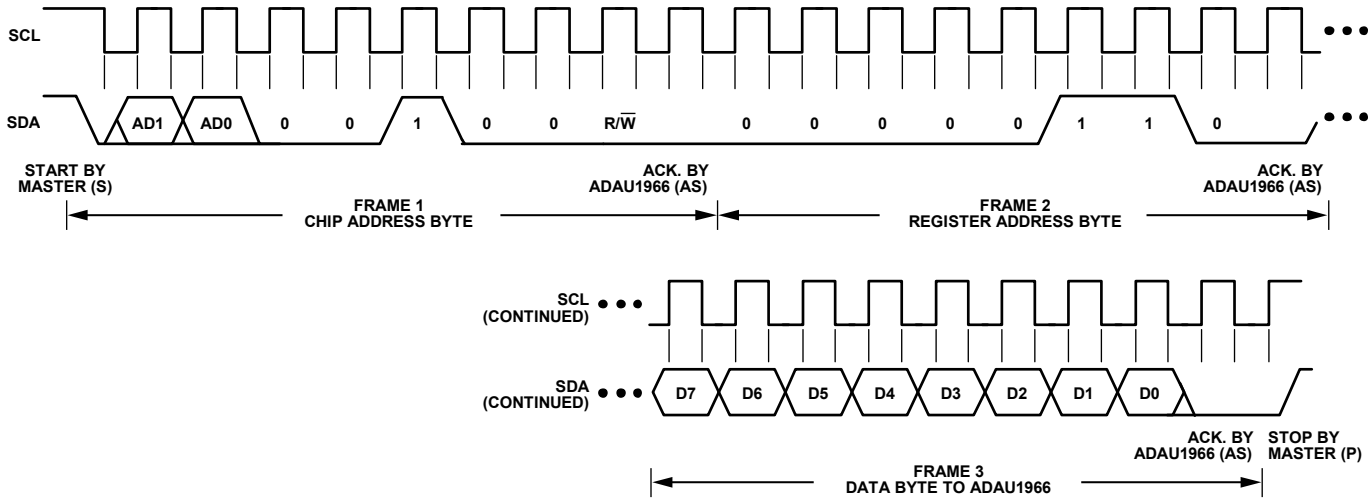 SCL
SDA AD1 AD0 0 0 1 0 0 R/W̅ 0 0 0 0 0 1 1 0
START BY
MASTER (S)
ACK. BY
ADAU1966 (AS)
ACK. BY
ADAU1966 (AS)
FRAME 1
CHIP ADDRESS BYTE
FRAME 2
REGISTER ADDRESS BYTE
SCL
(CONTINUED)
SDA
(CONTINUED)
D7 D6 D5 D4 D3 D2 D1 D0
ACK. BY
ADAU1966 (AS)
STOP BY
MASTER (P)
FRAME 3
DATA BYTE TO ADAU1966